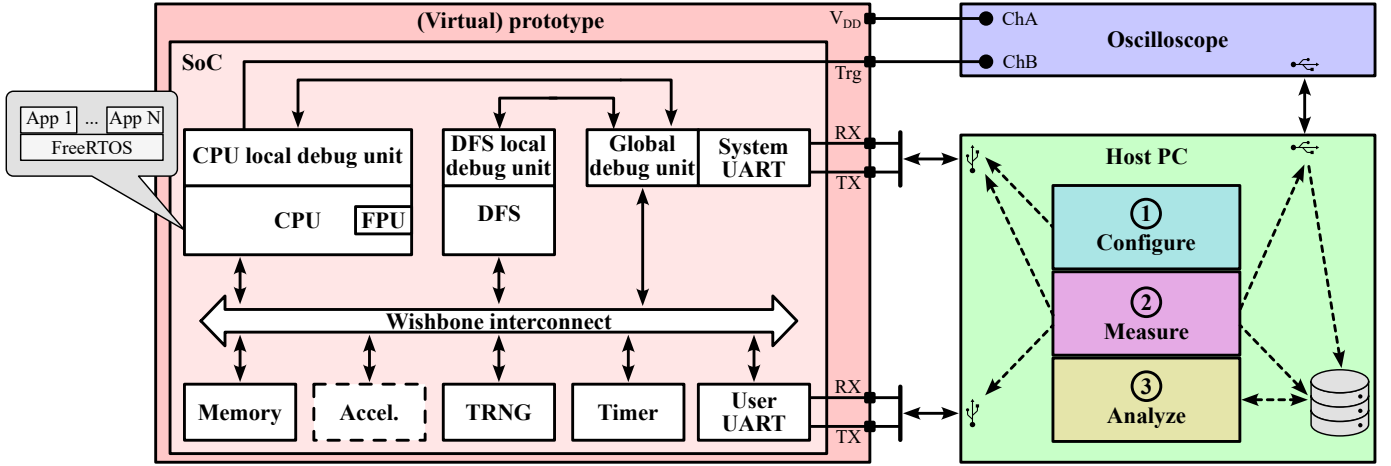 (Virtual) prototype
SoC
App 1 ... App N
FreeRTOS
CPU local debug unit
CPU
FPU
DFS local
debug unit
DFS
Global
debug unit
System
UART
Wishbone interconnect
Memory
Accel.
TRNG
Timer
User
UART
VDD
Trg
RX
TX
RX
TX
ChA
ChB
Oscilloscope
Host PC
1
Configure
2
Measure
3
Analyze